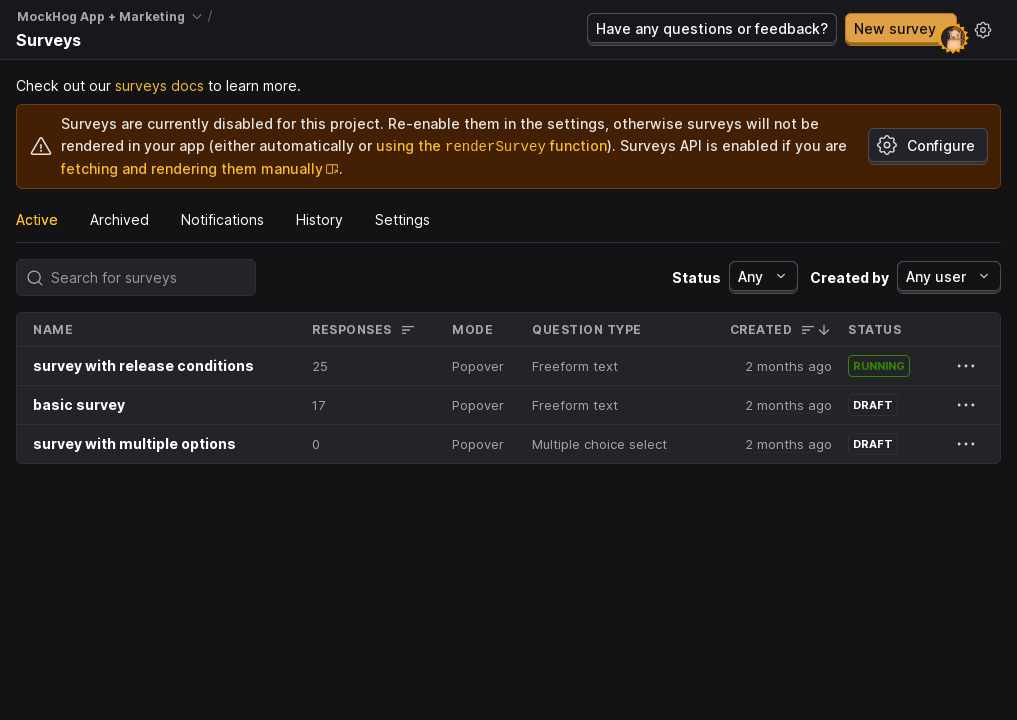 MockHog App + Marketing /
Surveys
Have any questions or feedback?
New survey
Check out our surveys docs to learn more.
Surveys are currently disabled for this project. Re-enable them in the settings, otherwise surveys will not be
rendered in your app (either automatically or using the renderSurvey function). Surveys API is enabled if you are
fetching and rendering them manually.
Configure
Active Archived Notifications History Settings
Search for surveys
Status Any Created by Any user
NAME RESPONSES MODE QUESTION TYPE CREATED STATUS
survey with release conditions 25 Popover Freeform text 2 months ago RUNNING
basic survey 17 Popover Freeform text 2 months ago DRAFT
survey with multiple options 0 Popover Multiple choice select 2 months ago DRAFT